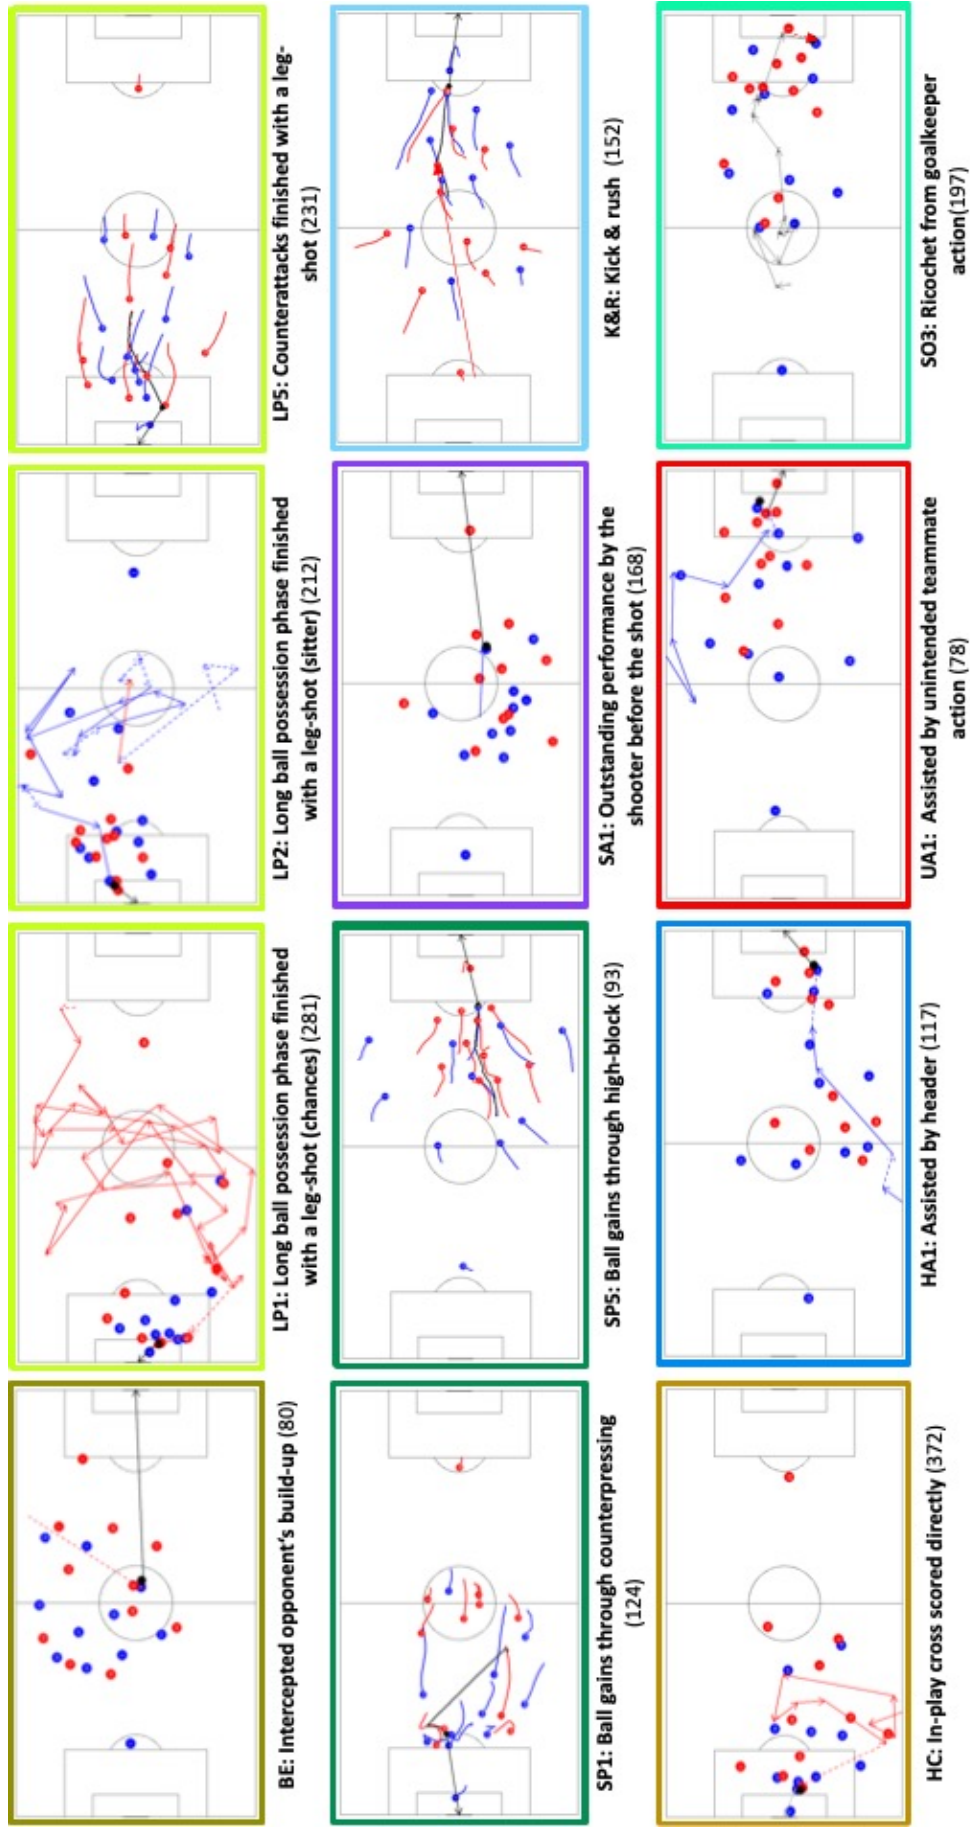 BE: Intercepted opponent's build-up (80)
LP1: Long ball possession phase finished
with a leg-shot (chances) (281)
LP2: Long ball possession phase finished
with a leg-shot (sitter) (212)
LP5: Counterattacks finished with a leg-
shot (231)
SP1: Ball gains through counterpressing
(124)
SP5: Ball gains through high-block (93)
SA1: Outstanding performance by the
shooter before the shot (168)
K&R: Kick & rush (152)
HC: In-play cross scored directly (372)
HA1: Assisted by header (117)
UA1: Assisted by unintended teammate
action (78)
SO3: Ricochet from goalkeeper
action(197)